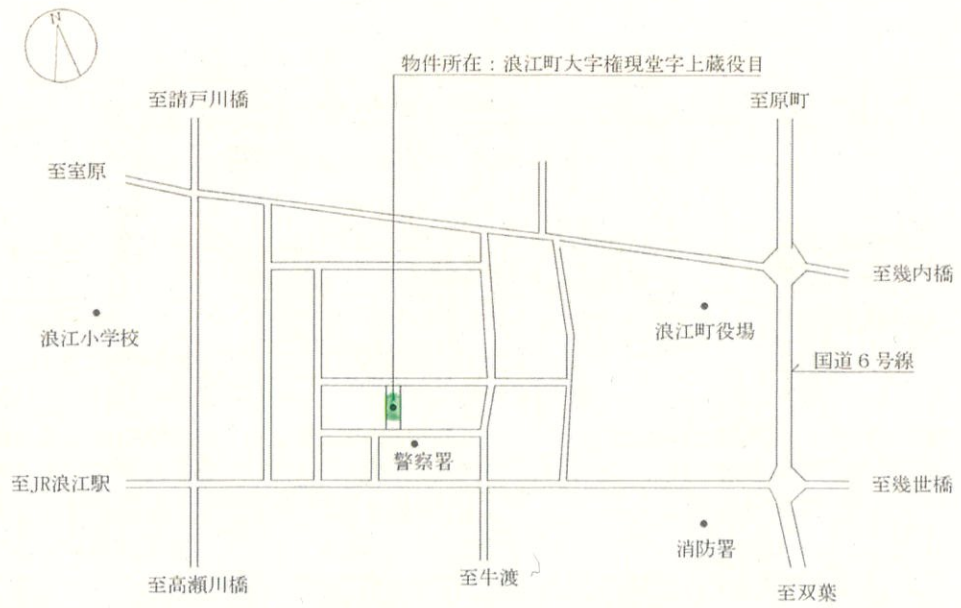 N
物件所在：浪江町大字権現堂字上蔵役目
至請戸川橋
至原町
至室原
至幾内橋
浪江小学校
浪江町役場
国道６号線
警察署
至JR浪江駅
至幾世橋
消防署
至高瀬川橋
至牛渡
至双葉